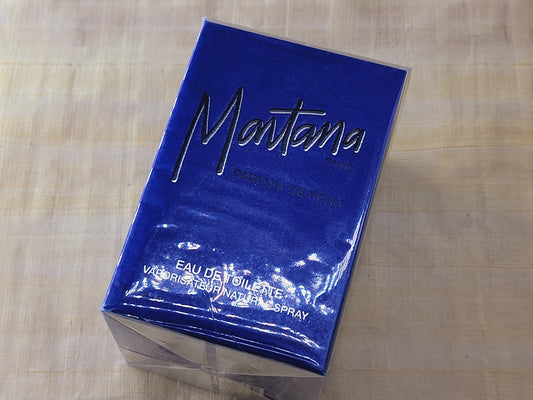 Montana
PARFUM DE PEAU
EAU DE TOILETTE
VAPORISATEUR NATURAL SPRAY